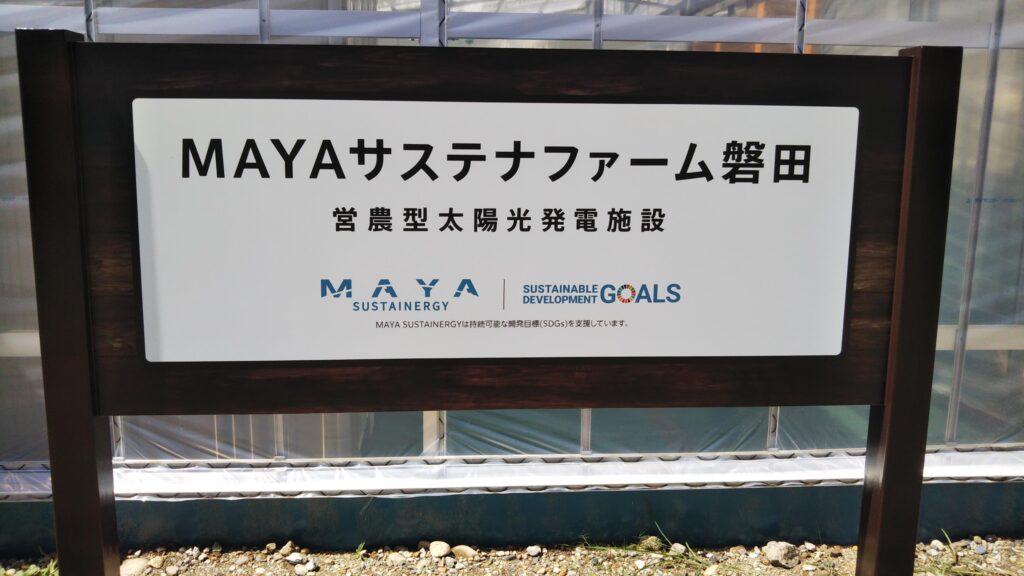 MAYAサステナファーム磐田
営農型太陽光発電施設
MAYA
SUSTAINERGY
SUSTAINABLE
DEVELOPMENT GOALS
MAYA SUSTAINERGYは持続可能な開発目標(SDGs)を支援しています。